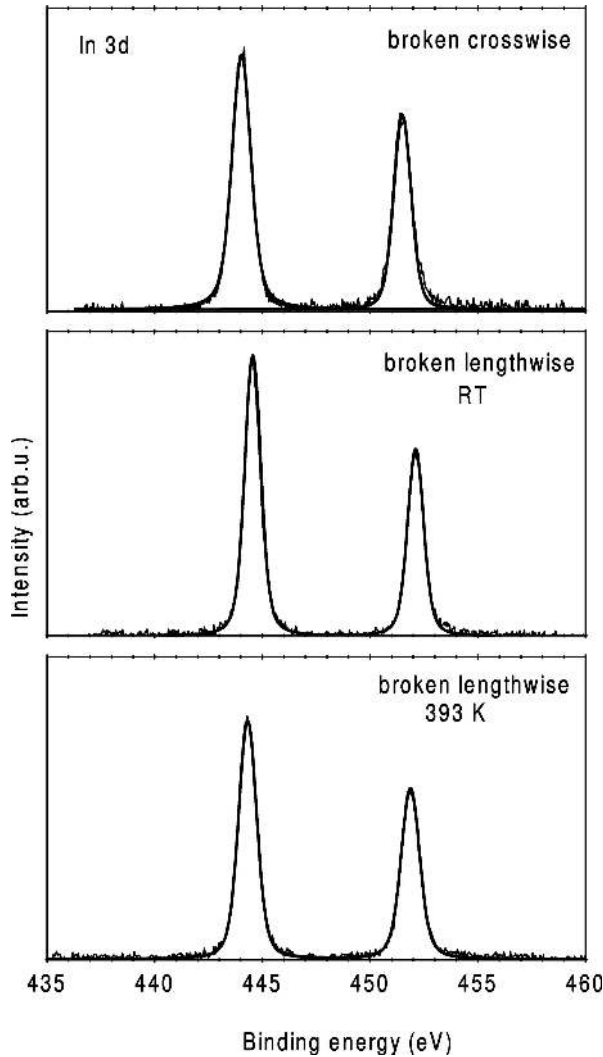 In 3d
broken crosswise
broken lengthwise
RT
Intensity (arb.u.)
broken lengthwise
393 K
435 440 445 450 455 460
Binding energy (eV)